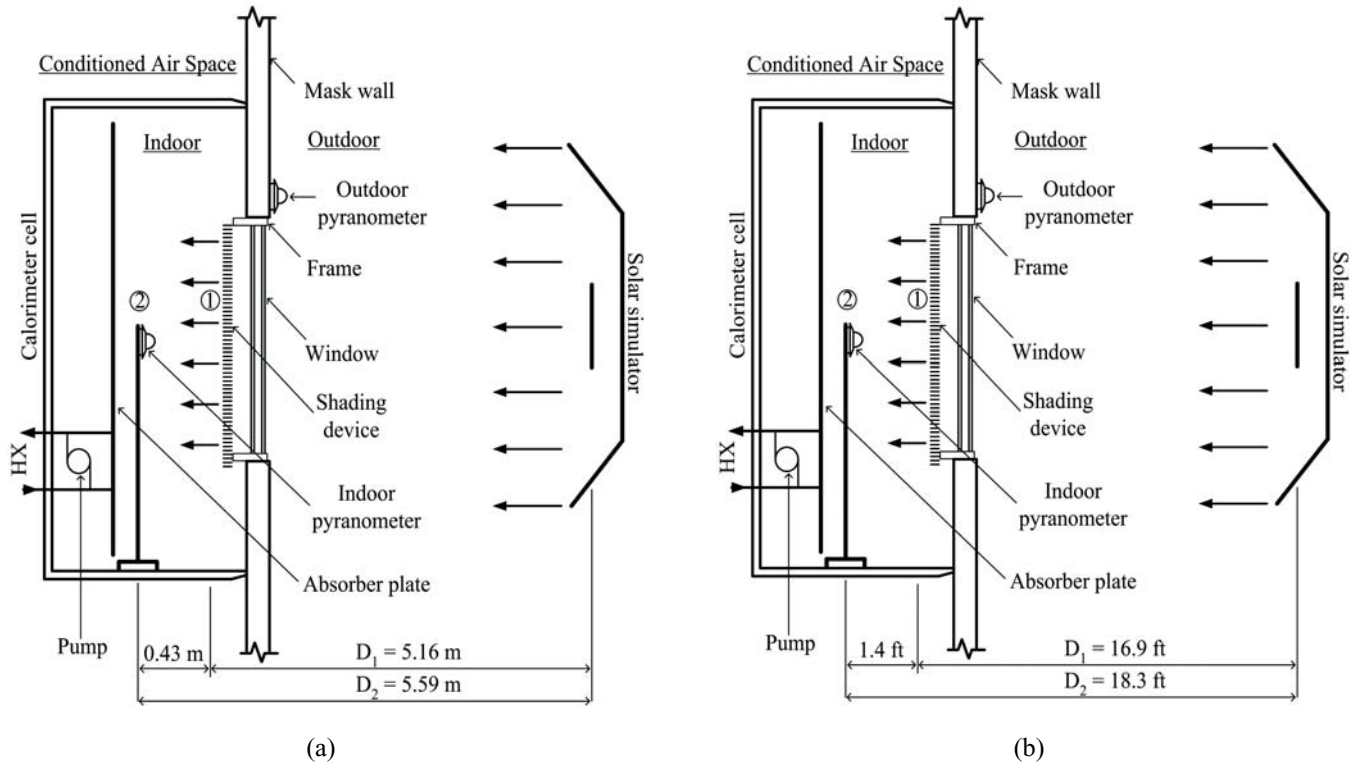 Conditioned Air Space
Mask wall
Indoor
Outdoor
Outdoor
pyranometer
Calorimeter cell
Frame
②
①
Solar simulator
Window
Shading
device
HX
Indoor
pyranometer
Absorber plate
Pump
0.43 m
D₁ = 5.16 m
D₂ = 5.59 m
(a)
Conditioned Air Space
Mask wall
Indoor
Outdoor
Outdoor
pyranometer
Calorimeter cell
Frame
②
①
Solar simulator
Window
Shading
device
HX
Indoor
pyranometer
Absorber plate
Pump
1.4 ft
D₁ = 16.9 ft
D₂ = 18.3 ft
(b)